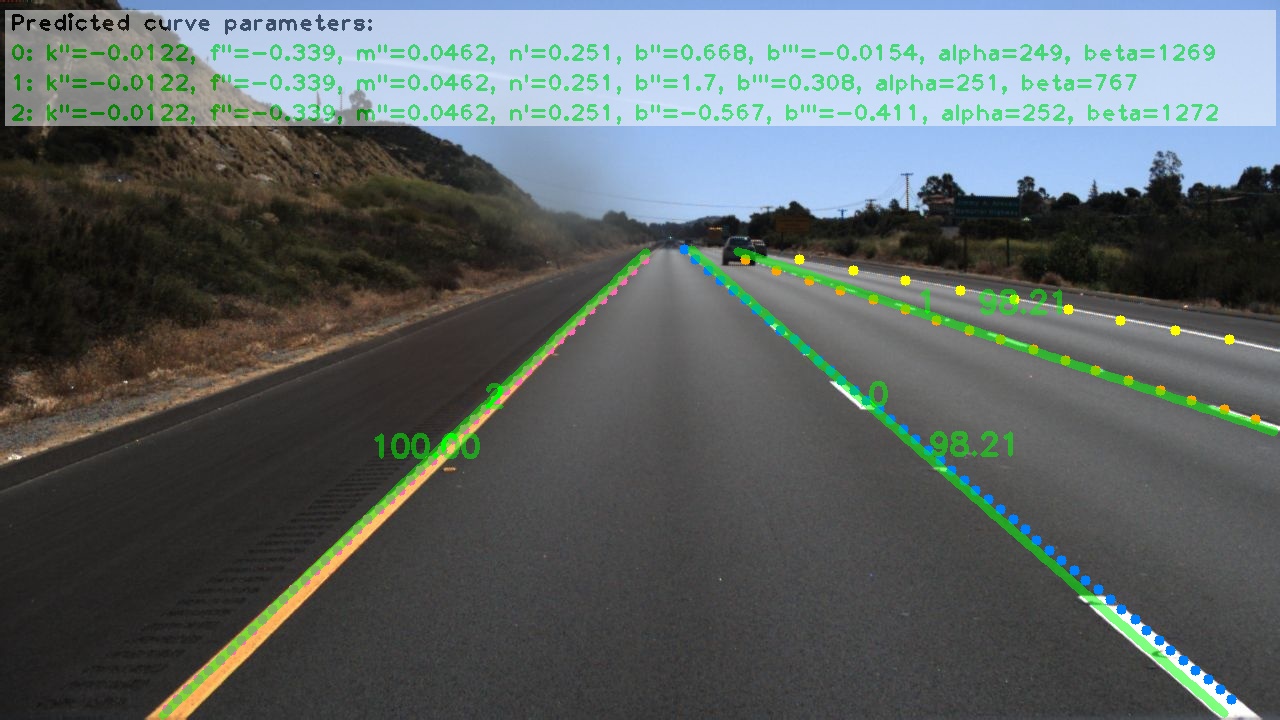 Predicted curve parameters:
0: k''=-0.0122, f''=-0.339, m''=0.0462, n'=0.251, b''=0.668, b'''=-0.0154, alpha=249, beta=1269
1: k''=-0.0122, f''=-0.339, m''=0.0462, n'=0.251, b''=1.7, b'''=0.308, alpha=251, beta=767
2: k''=-0.0122, f''=-0.339, m''=0.0462, n'=0.251, b''=-0.567, b'''=-0.411, alpha=252, beta=1272
1 98.21
2 0
100.00 98.21